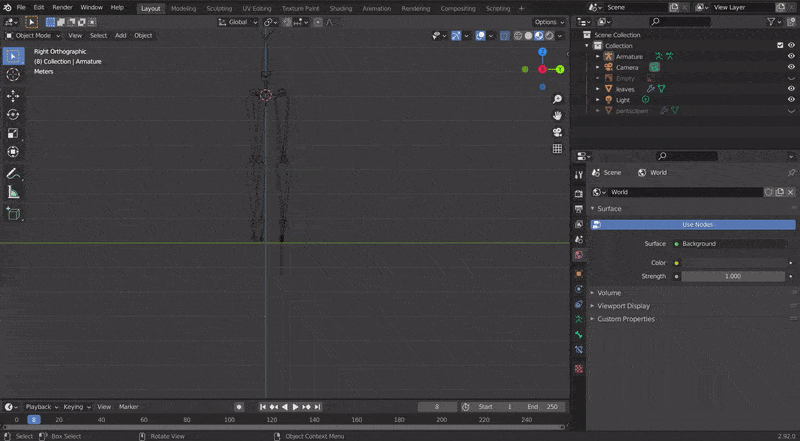 File Edit Render Window Help Layout Modeling Sculpting UV Editing Texture Paint Shading Animation Rendering Compositing Scene View Layer
Global Options
Object Mode View Select Add Object
Right Orthographic
(8) Collection | Armature
Meters
Z
Y
Scene Collection
Collection
Armature
Camera
Empty
leaves
Light
Scene World
World
Surface
Use Nodes
Surface Background
Color
Strength 1.000
Volume
Viewport Display
Custom Properties
Playback Keying View Marker 8 Start 1 End 250
0 8 20 40 60 80 100 120 140 160 180 200 220 240
Select Box Select Rotate View Object Context Menu 2.92.0